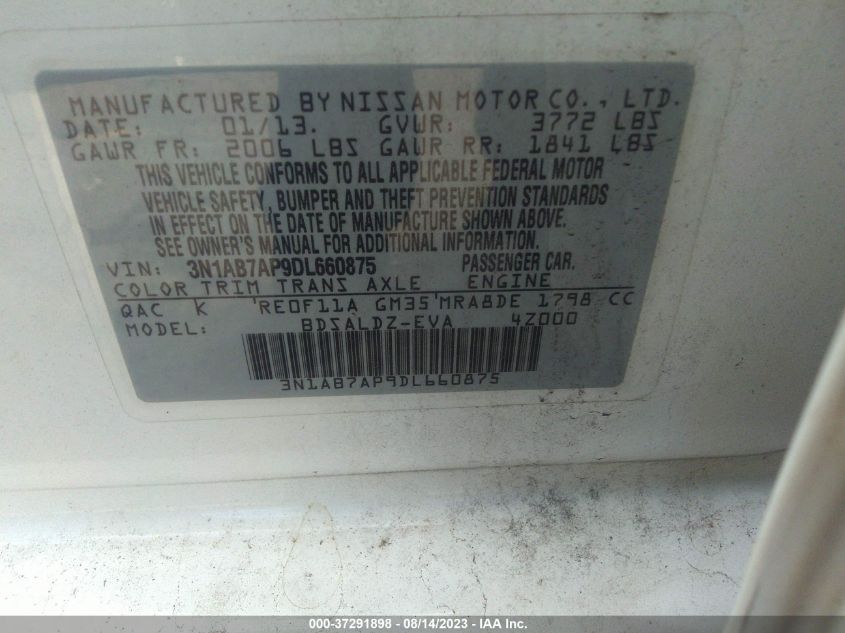 MANUFACTURED BY NISSAN MOTOR CO., LTD.
DATE: 01/13. GVWR: 3772 LBS
GAWR FR: 2006 LBS GAWR RR: 1841 LBS
THIS VEHICLE CONFORMS TO ALL APPLICABLE FEDERAL MOTOR
VEHICLE SAFETY, BUMPER AND THEFT PREVENTION STANDARDS
IN EFFECT ON THE DATE OF MANUFACTURE SHOWN ABOVE.
SEE OWNER'S MANUAL FOR ADDITIONAL INFORMATION.
VIN: 3N1AB7AP9DL660875 PASSENGER CAR.
COLOR TRIM TRANS AXLE ENGINE
QAC K 'RE0F11A GM35'MRA8DE 1798 CC
MODEL: BDSALDZ-EVA 4Z000
3N1AB7AP9DL660875
000-37291898 - 08/14/2023 - IAA Inc.